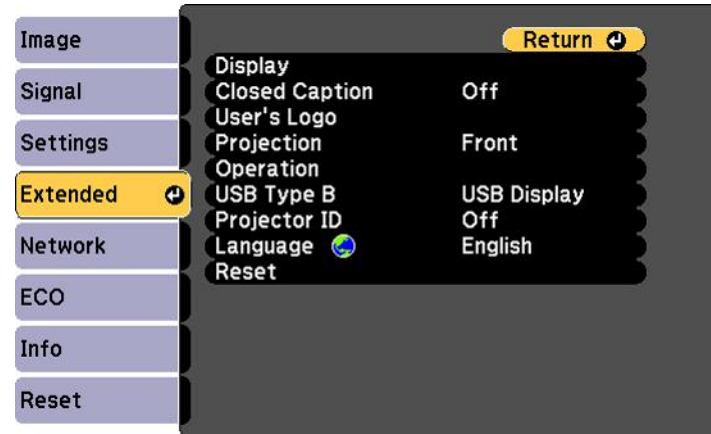 Image
Signal
Settings
Extended
Network
ECO
Info
Reset
Return
Display
Closed Caption Off
User's Logo
Projection Front
Operation
USB Type B USB Display
Projector ID Off
Language English
Reset